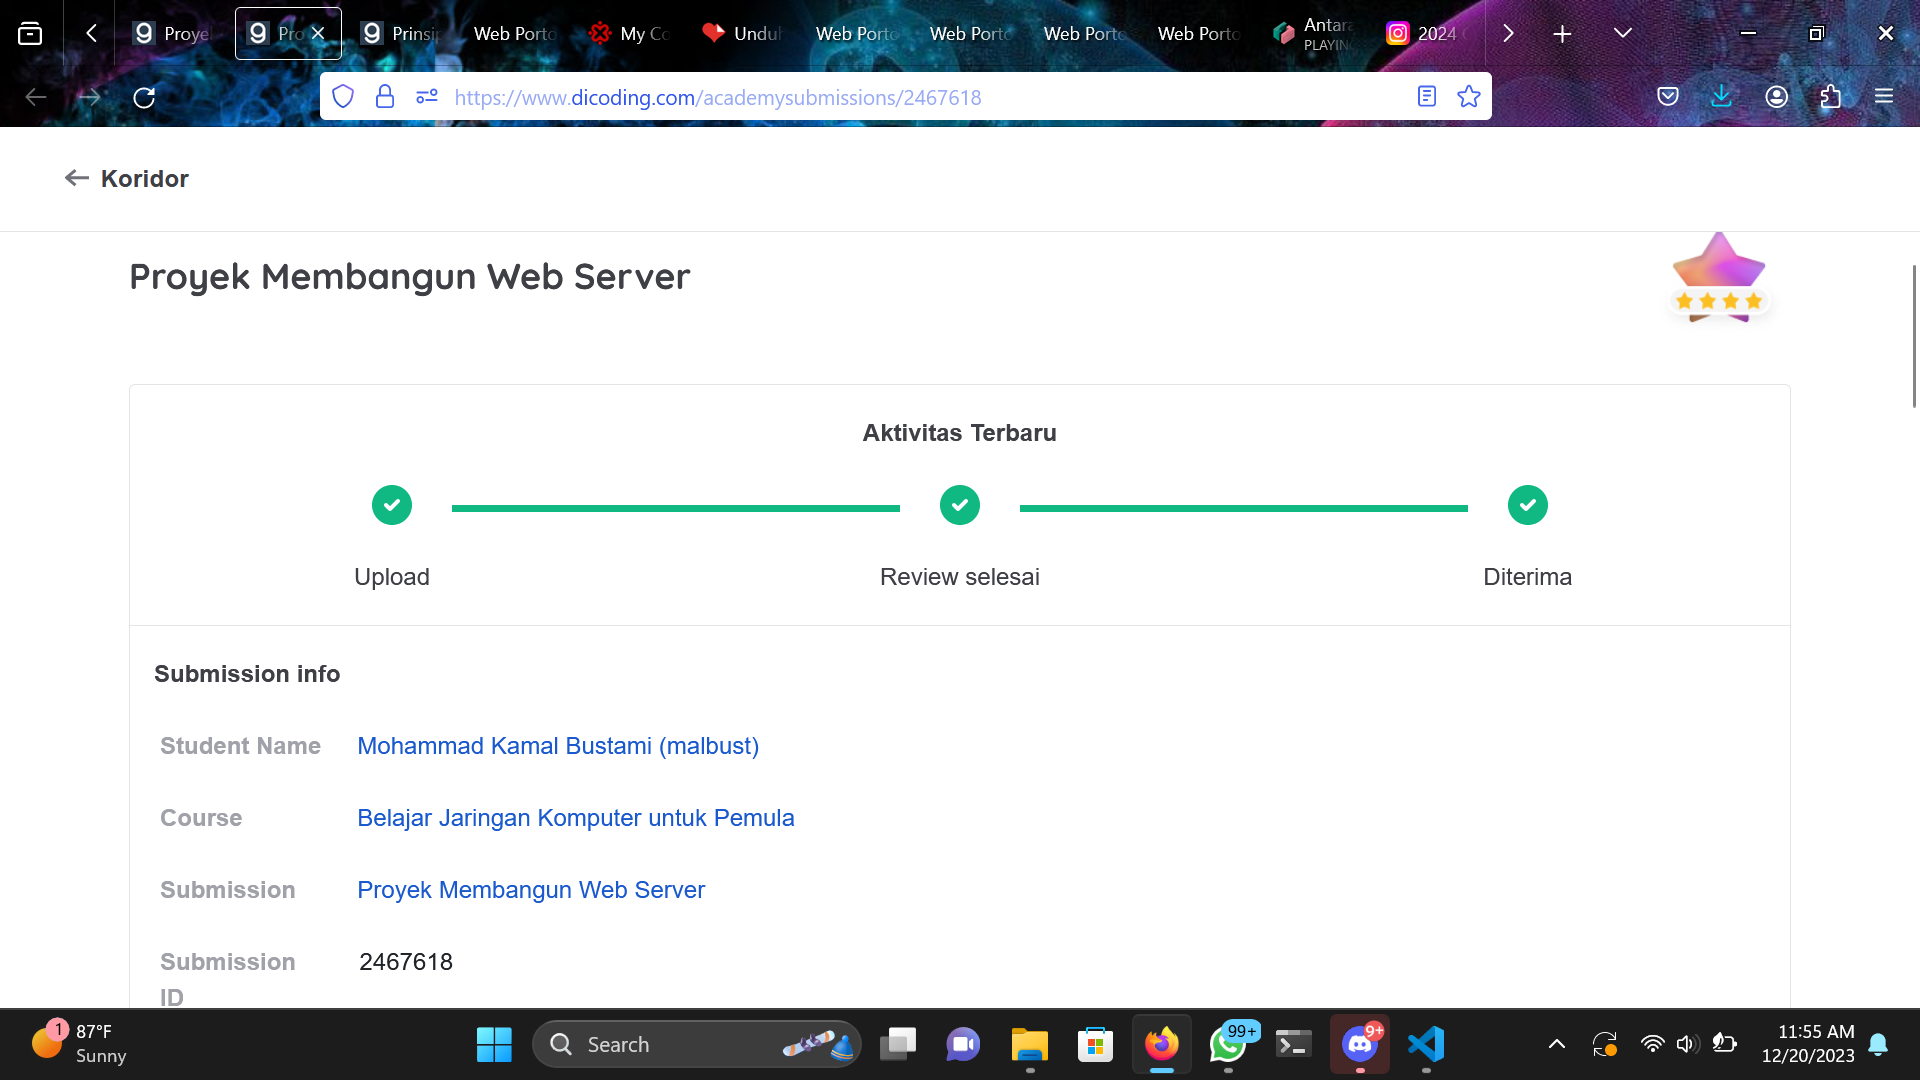 Proye
Pro
Prinsip
Web Porto
My Co
Undu
Web Porto
Web Porto
Web Porto
Web Porto
Antara
PLAYING
2024
https://www.dicoding.com/academysubmissions/2467618
Koridor
Proyek Membangun Web Server
Aktivitas Terbaru
Upload
Review selesai
Diterima
Submission info
Student Name
Mohammad Kamal Bustami (malbust)
Course
Belajar Jaringan Komputer untuk Pemula
Submission
Proyek Membangun Web Server
Submission
ID
2467618
1
87°F
Sunny
Search
99+
9+
11:55 AM
12/20/2023